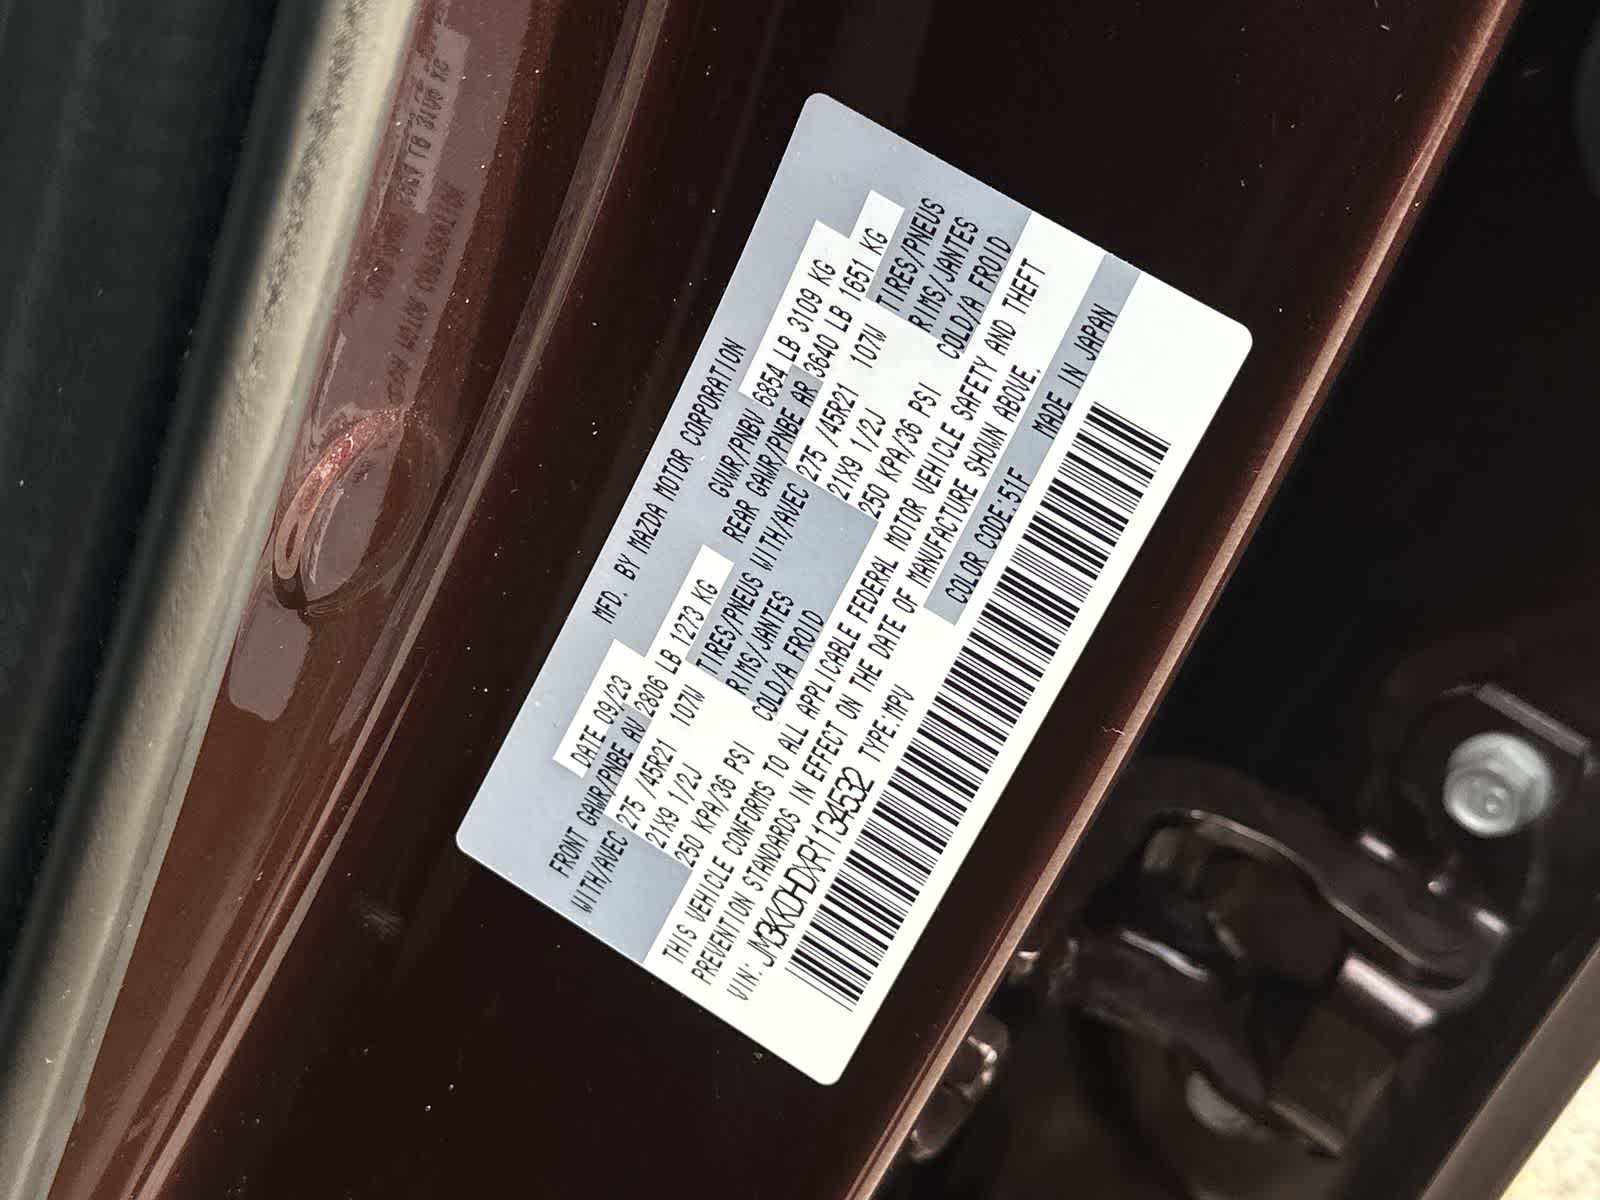 MFD. BY MAZDA MOTOR CORPORATION
DATE 09/23 GVWR/PNBV 6854 LB 3109 KG
FRONT GAWR/PNBE AV 2806 LB 1273 KG REAR GAWR/PNBE AR 3640 LB 1651 KG
WITH/AVEC 275 /45R21 107W TIRES/PNEUS WITH/AVEC 275 /45R21 107W TIRES/PNEUS
21X9 1/2J RIMS/JANTES 21X9 1/2J RIMS/JANTES
250 KPA/36 PSI COLD/A FROID 250 KPA/36 PSI COLD/A FROID
THIS VEHICLE CONFORMS TO ALL APPLICABLE FEDERAL MOTOR VEHICLE SAFETY AND THEFT
PREVENTION STANDARDS IN EFFECT ON THE DATE OF MANUFACTURE SHOWN ABOVE.
VIN: JM3KKDHDXR1134532 TYPE:MPV COLOR CODE:51F MADE IN JAPAN